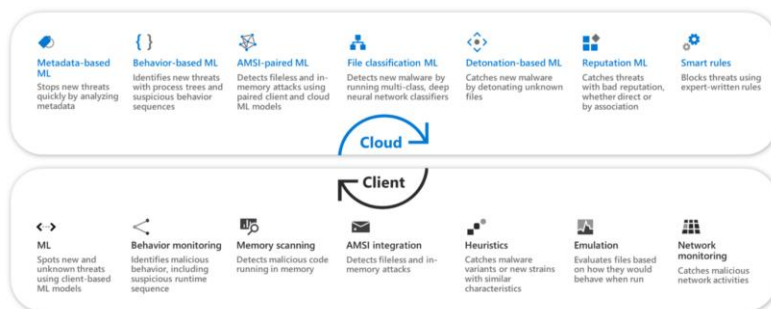 Metadata-based
ML
Stops new threats
quickly by analyzing
metadata
Behavior-based ML
Identifies new threats
with process trees and
suspicious behavior
sequences
AMSI-paired ML
Detects fileless and in-
memory attacks using
paired client and cloud
ML models
File classification ML
Detects new malware by
running multi-class, deep
neural network classifiers
Detonation-based ML
Catches new malware
by detonating unknown
files
Reputation ML
Catches threats
with bad reputation,
whether direct or
by association
Smart rules
Blocks threats using
expert-written rules
Cloud
Client
ML
Spots new and
unknown threats
using client-based
ML models
Behavior monitoring
Identifies malicious
behavior, including
suspicious runtime
sequence
Memory scanning
Detects malicious code
running in memory
AMSI integration
Detects fileless and in-
memory attacks
Heuristics
Catches malware
variants or new strains
with similar
characteristics
Emulation
Evaluates files based
on how they would
behave when run
Network
monitoring
Catches malicious
network activities